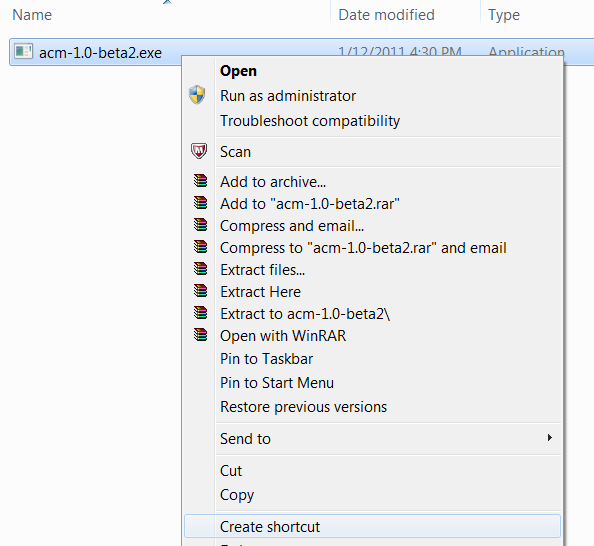 Name Date modified Type
acm-1.0-beta2.exe 1/12/2011 4:30 PM Application
Open
Run as administrator
Troubleshoot compatibility
Scan
Add to archive...
Add to "acm-1.0-beta2.rar"
Compress and email...
Compress to "acm-1.0-beta2.rar" and email
Extract files...
Extract Here
Extract to acm-1.0-beta2\
Open with WinRAR
Pin to Taskbar
Pin to Start Menu
Restore previous versions
Send to
Cut
Copy
Create shortcut